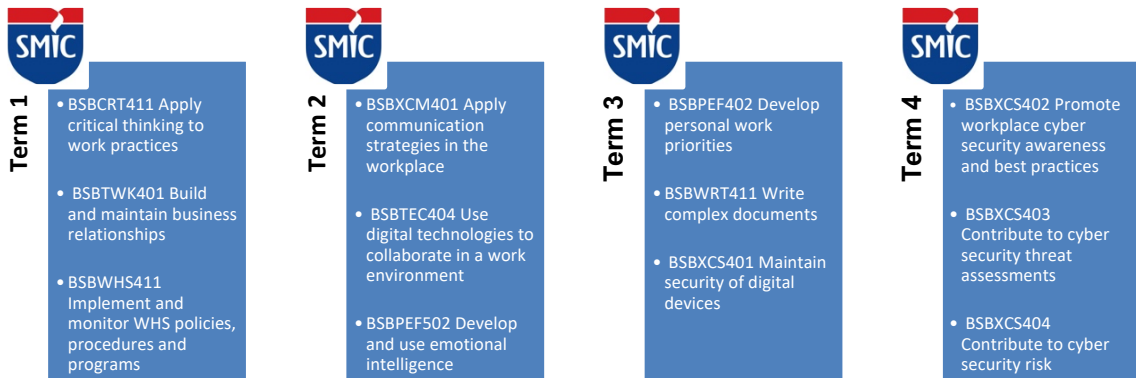 SMIC
Term 1
• BSBCRT411 Apply
critical thinking to
work practices
• BSBTWK401 Build
and maintain business
relationships
• BSBWHS411
Implement and
monitor WHS policies,
procedures and
programs
SMIC
Term 2
• BSBXCM401 Apply
communication
strategies in the
workplace
• BSBTEC404 Use
digital technologies to
collaborate in a work
environment
• BSBPEF502 Develop
and use emotional
intelligence
SMIC
Term 3
• BSBPEF402 Develop
personal work
priorities
• BSBWRT411 Write
complex documents
• BSBXCS401 Maintain
security of digital
devices
SMIC
Term 4
• BSBXCS402 Promote
workplace cyber
security awareness
and best practices
• BSBXCS403
Contribute to cyber
security threat
assessments
• BSBXCS404
Contribute to cyber
security risk